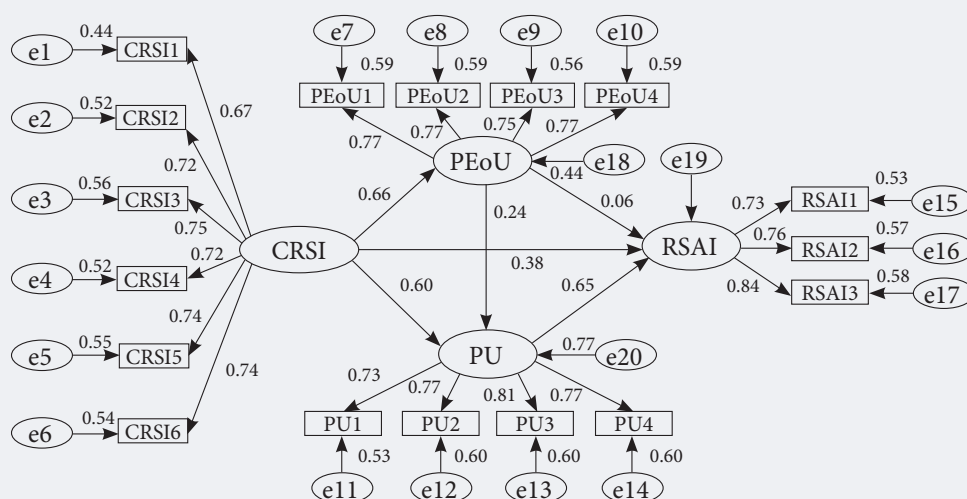 e7 e8 e9 e10
0.59 0.59 0.56 0.59
PEoU1 PEoU2 PEoU3 PEoU4
0.77 0.77 0.75 0.77
e1 0.44 CRSI1
0.67
e2 0.52 CRSI2
0.72
e3 0.56 CRSI3
0.75
e4 0.52 CRSI4
0.72
e5 0.55 CRSI5
0.74
e6 0.54 CRSI6
0.74
CRSI
PEoU
0.44 e18
0.66
0.24
0.06
e19
RSAI
0.38
0.60
0.65
0.73 RSAI1 0.53 e15
0.76 RSAI2 0.57 e16
0.84 RSAI3 0.58 e17
PU
0.77 e20
0.73 0.77 0.81 0.77
PU1 PU2 PU3 PU4
0.53 0.60 0.60 0.60
e11 e12 e13 e14